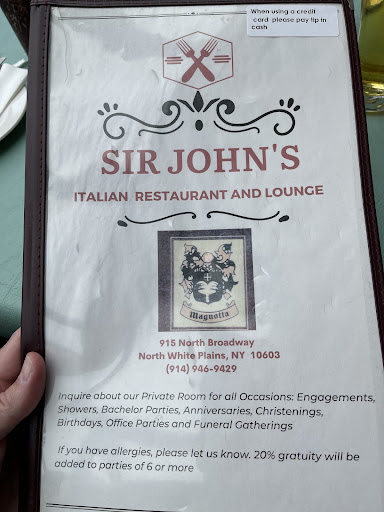 When using a credit
card please pay tip in
cash
SIR JOHN'S
ITALIAN RESTAURANT AND LOUNGE
Magnotta
915 North Broadway
North White Plains, NY 10603
(914) 946-9429
Inquire about our Private Room for all Occasions: Engagements,
Showers, Bachelor Parties, Anniversaries, Christenings,
Birthdays, Office Parties and Funeral Gatherings
If you have allergies, please let us know. 20% gratuity will be
added to parties of 6 or more